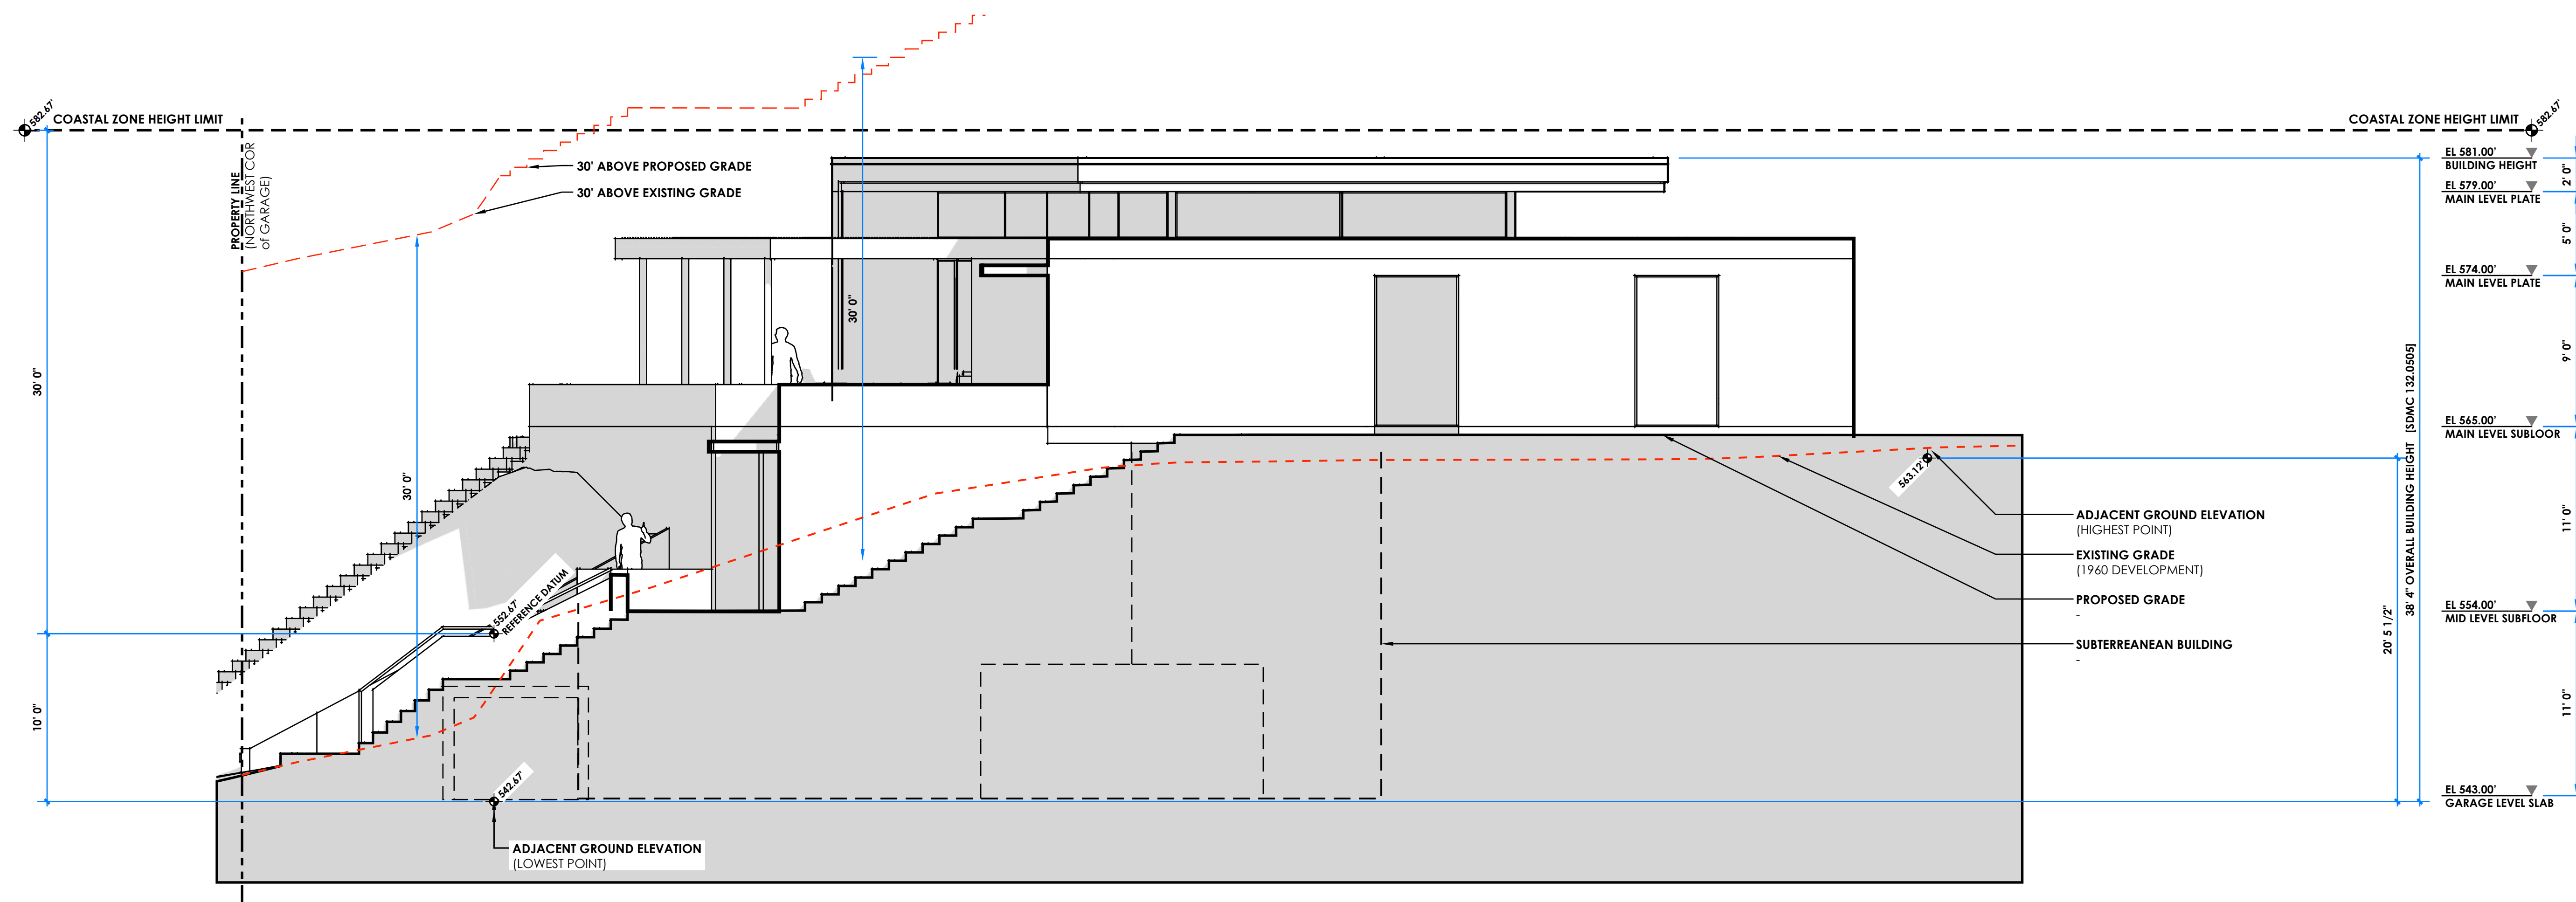 582.67'
COASTAL ZONE HEIGHT LIMIT
COASTAL ZONE HEIGHT LIMIT
582.67'
PROPERTY LINE
(NORTHWEST COR
of GARAGE)
30' ABOVE PROPOSED GRADE
30' ABOVE EXISTING GRADE
30' 0"
10' 0"
30' 0"
30' 0"
552.67'
REFERENCE DATUM
542.67'
ADJACENT GROUND ELEVATION
(LOWEST POINT)
563.12'
ADJACENT GROUND ELEVATION
(HIGHEST POINT)
EXISTING GRADE
(1960 DEVELOPMENT)
PROPOSED GRADE
-
SUBTERREANEAN BUILDING
-
20' 5 1/2"
38' 4" OVERALL BUILDING HEIGHT [SDMC 132.0505]
EL 581.00'
BUILDING HEIGHT
EL 579.00'
MAIN LEVEL PLATE
EL 574.00'
MAIN LEVEL PLATE
EL 565.00'
MAIN LEVEL SUBLOOR
EL 554.00'
MID LEVEL SUBFLOOR
EL 543.00'
GARAGE LEVEL SLAB
2' 0"
5' 0"
9' 0"
11' 0"
11' 0"